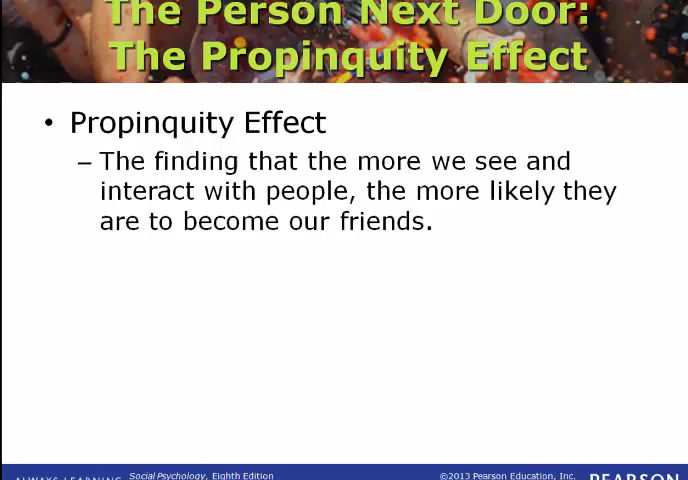 The Person Next Door:
The Propinquity Effect
• Propinquity Effect
– The finding that the more we see and
interact with people, the more likely they
are to become our friends.
ALWAYS LEARNING
Social Psychology, Eighth Edition
©2013 Pearson Education, Inc.
PEARSON